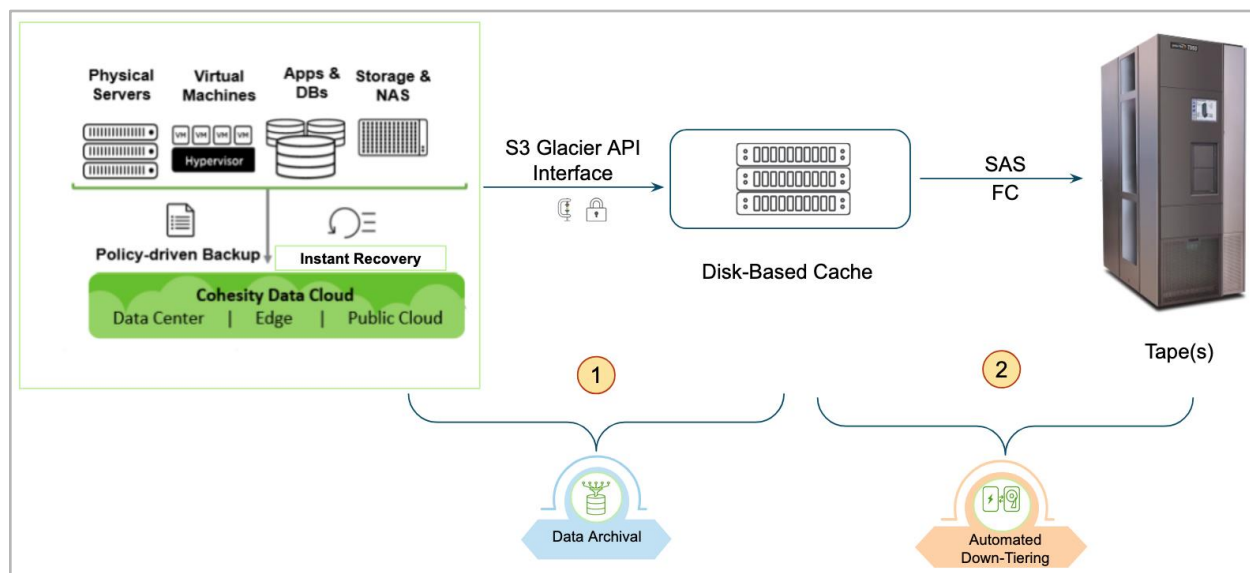 Physical
Servers
Virtual
Machines
Apps &
DBs
Storage &
NAS
VM VM VM VM
Hypervisor
Policy-driven Backup
Instant Recovery
Cohesity Data Cloud
Data Center | Edge | Public Cloud
S3 Glacier API
Interface
Disk-Based Cache
SAS
FC
Tape(s)
1
2
Data Archival
Automated
Down-Tiering